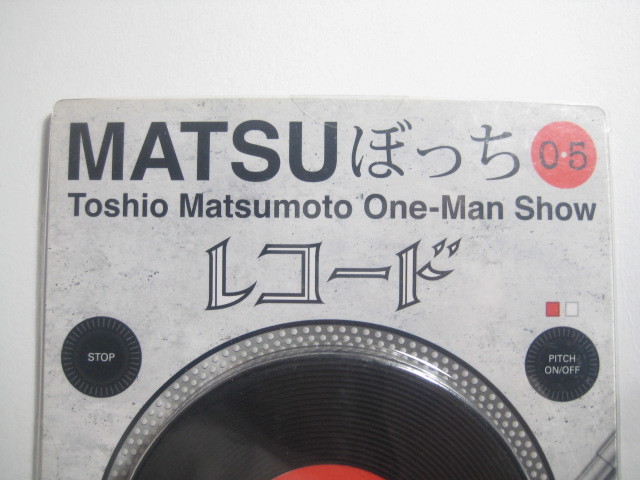 MATSUぼっち 0・5
Toshio Matsumoto One-Man Show
レコード
STOP
PITCH
ON/OFF